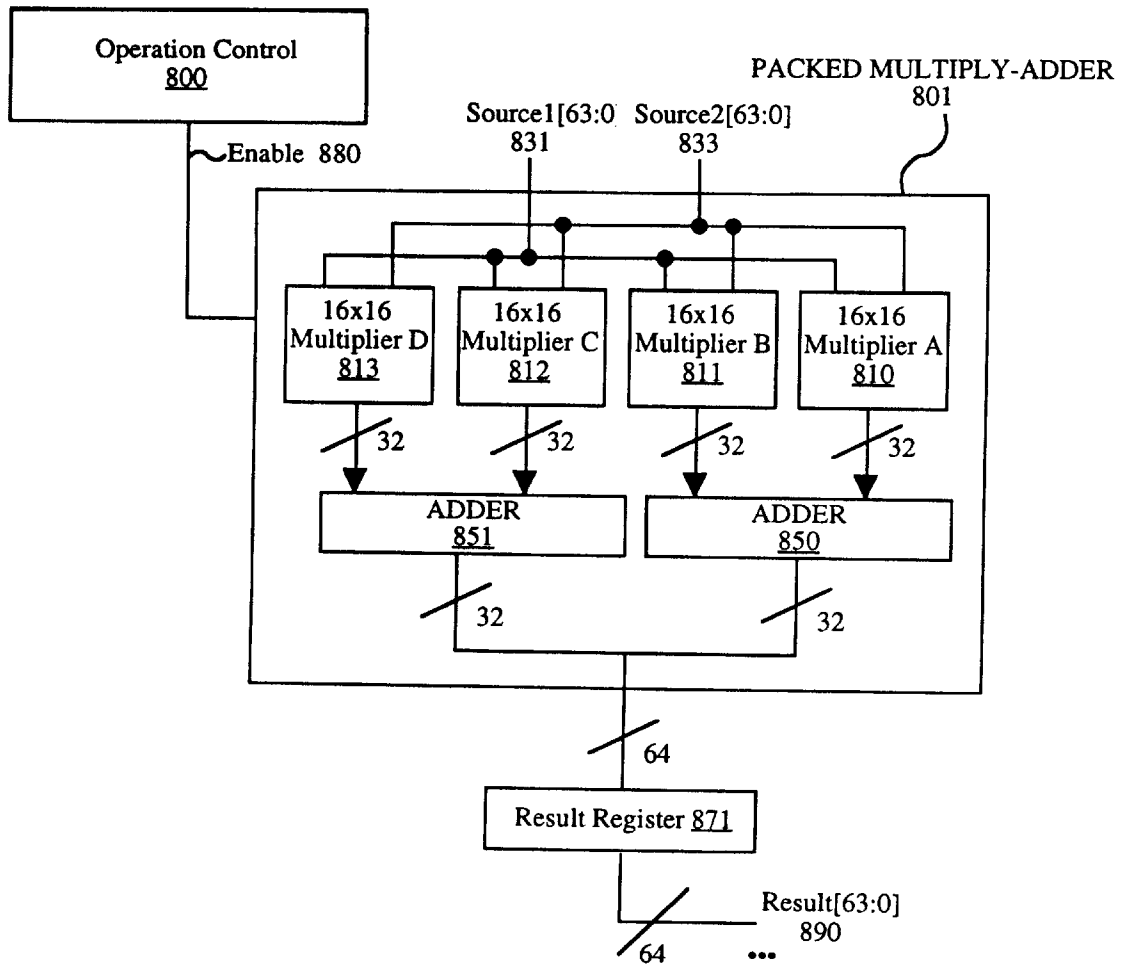 Operation Control
800
PACKED MULTIPLY-ADDER
801
Source1[63:0]
831
Source2[63:0]
833
Enable 880
16x16
Multiplier D
813
16x16
Multiplier C
812
16x16
Multiplier B
811
16x16
Multiplier A
810
32
32
32
32
ADDER
851
ADDER
850
32
32
64
Result Register 871
Result[63:0]
890
64
...